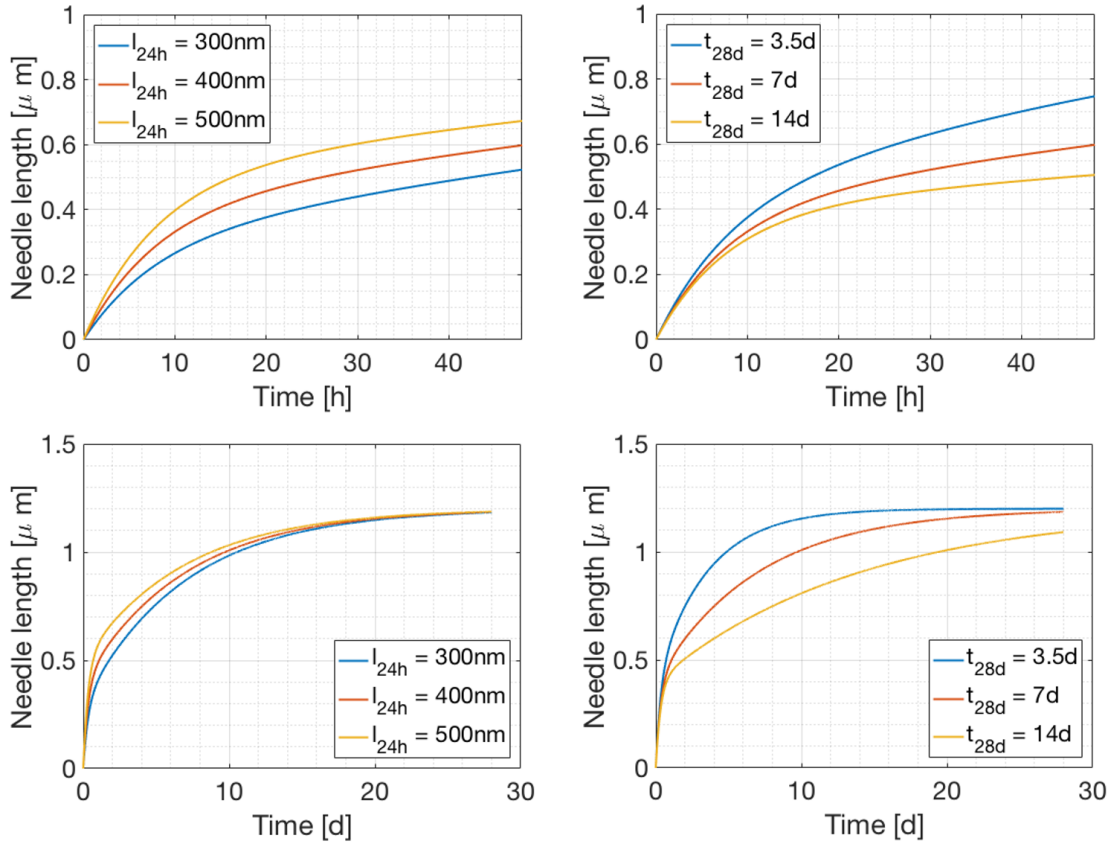 Needle length [μ m]
1
0.8
0.6
0.4
0.2
0
l24h = 300nm
l24h = 400nm
l24h = 500nm
0 10 20 30 40
Time [h]
Needle length [μ m]
1
0.8
0.6
0.4
0.2
0
t28d = 3.5d
t28d = 7d
t28d = 14d
0 10 20 30 40
Time [h]
Needle length [μ m]
1.5
1
0.5
0
l24h = 300nm
l24h = 400nm
l24h = 500nm
0 10 20 30
Time [d]
Needle length [μ m]
1.5
1
0.5
0
t28d = 3.5d
t28d = 7d
t28d = 14d
0 10 20 30
Time [d]